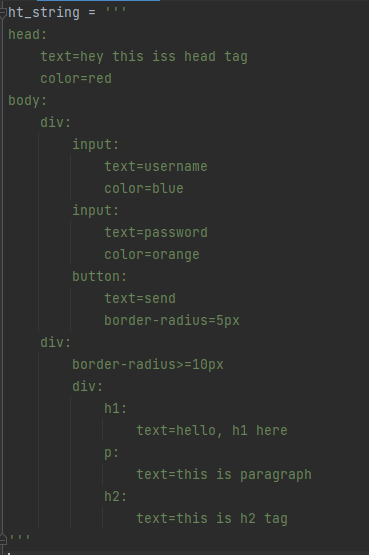 ht_string = '''
head:
    text=hey this iss head tag
    color=red
body:
    div:
        input:
            text=username
            color=blue
        input:
            text=password
            color=orange
        button:
            text=send
            border-radius=5px
    div:
        border-radius>=10px
        div:
            h1:
                text=hello, h1 here
            p:
                text=this is paragraph
            h2:
                text=this is h2 tag
'''